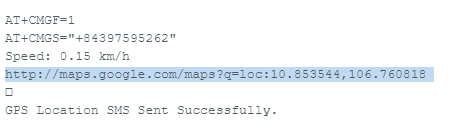 AT+CMGF=1
AT+CMGS="+84397595262"
Speed: 0.15 km/h
http://maps.google.com/maps?q=loc:10.853544,106.760818
□
GPS Location SMS Sent Successfully.